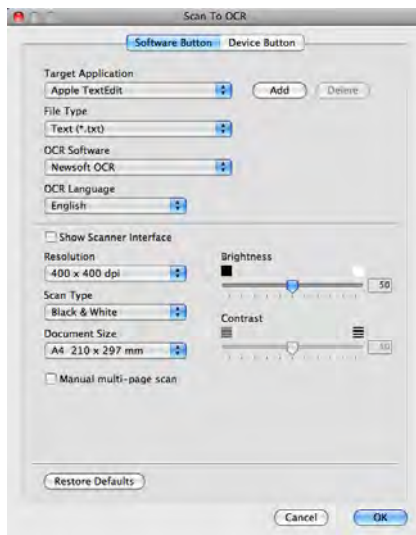 Scan To OCR
Software Button Device Button
Target Application
Apple TextEdit Add Delete
File Type
Text (*.txt)
OCR Software
Newsoft OCR
OCR Language
English
Show Scanner Interface
Resolution Brightness
400 x 400 dpi 50
Scan Type
Black & White Contrast
Document Size
A4 210 x 297 mm 50
Manual multi-page scan
Restore Defaults
Cancel OK